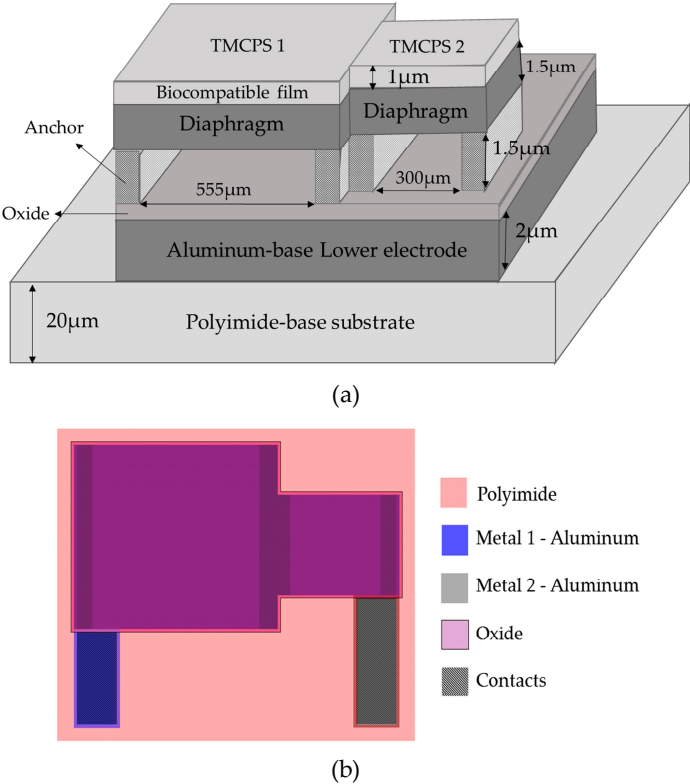 TMCPS 1
TMCPS 2
1μm
1.5μm
Biocompatible film
Diaphragm
Diaphragm
Anchor
1.5μm
555μm
300μm
Oxide
2μm
Aluminum-base Lower electrode
20μm
Polyimide-base substrate
(a)
Polyimide
Metal 1 - Aluminum
Metal 2 - Aluminum
Oxide
Contacts
(b)